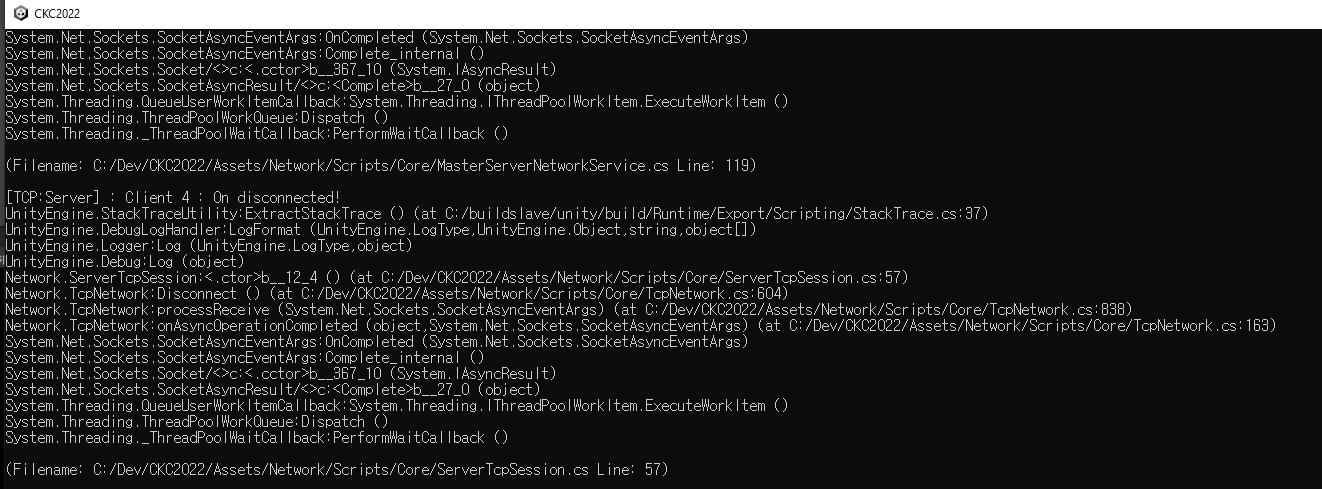 CKC2022
System.Net.Sockets.SocketAsyncEventArgs:OnCompleted (System.Net.Sockets.SocketAsyncEventArgs)
System.Net.Sockets.SocketAsyncEventArgs:Complete_internal ()
System.Net.Sockets.Socket/<>c:<.cctor>b__367_10 (System.IAsyncResult)
System.Net.Sockets.SocketAsyncResult/<>c:<Complete>b__27_0 (object)
System.Threading.QueueUserWorkItemCallback:System.Threading.IThreadPoolWorkItem.ExecuteWorkItem ()
System.Threading.ThreadPoolWorkQueue:Dispatch ()
System.Threading._ThreadPoolWaitCallback:PerformWaitCallback ()
(Filename: C:/Dev/CKC2022/Assets/Network/Scripts/Core/MasterServerNetworkService.cs Line: 119)
[TCP:Server] : Client 4 : On disconnected!
UnityEngine.StackTraceUtility:ExtractStackTrace () (at C:/buildslave/unity/build/Runtime/Export/Scripting/StackTrace.cs:37)
UnityEngine.DebugLogHandler:LogFormat (UnityEngine.LogType,UnityEngine.Object,string,object[])
UnityEngine.Logger:Log (UnityEngine.LogType,object)
UnityEngine.Debug:Log (object)
Network.ServerTcpSession:<.ctor>b__12_4 () (at C:/Dev/CKC2022/Assets/Network/Scripts/Core/ServerTcpSession.cs:57)
Network.TcpNetwork:Disconnect () (at C:/Dev/CKC2022/Assets/Network/Scripts/Core/TcpNetwork.cs:604)
Network.TcpNetwork:processReceive (System.Net.Sockets.SocketAsyncEventArgs) (at C:/Dev/CKC2022/Assets/Network/Scripts/Core/TcpNetwork.cs:838)
Network.TcpNetwork:onAsyncOperationCompleted (object,System.Net.Sockets.SocketAsyncEventArgs) (at C:/Dev/CKC2022/Assets/Network/Scripts/Core/TcpNetwork.cs:163)
System.Net.Sockets.SocketAsyncEventArgs:OnCompleted (System.Net.Sockets.SocketAsyncEventArgs)
System.Net.Sockets.SocketAsyncEventArgs:Complete_internal ()
System.Net.Sockets.Socket/<>c:<.cctor>b__367_10 (System.IAsyncResult)
System.Net.Sockets.SocketAsyncResult/<>c:<Complete>b__27_0 (object)
System.Threading.QueueUserWorkItemCallback:System.Threading.IThreadPoolWorkItem.ExecuteWorkItem ()
System.Threading.ThreadPoolWorkQueue:Dispatch ()
System.Threading._ThreadPoolWaitCallback:PerformWaitCallback ()
(Filename: C:/Dev/CKC2022/Assets/Network/Scripts/Core/ServerTcpSession.cs Line: 57)